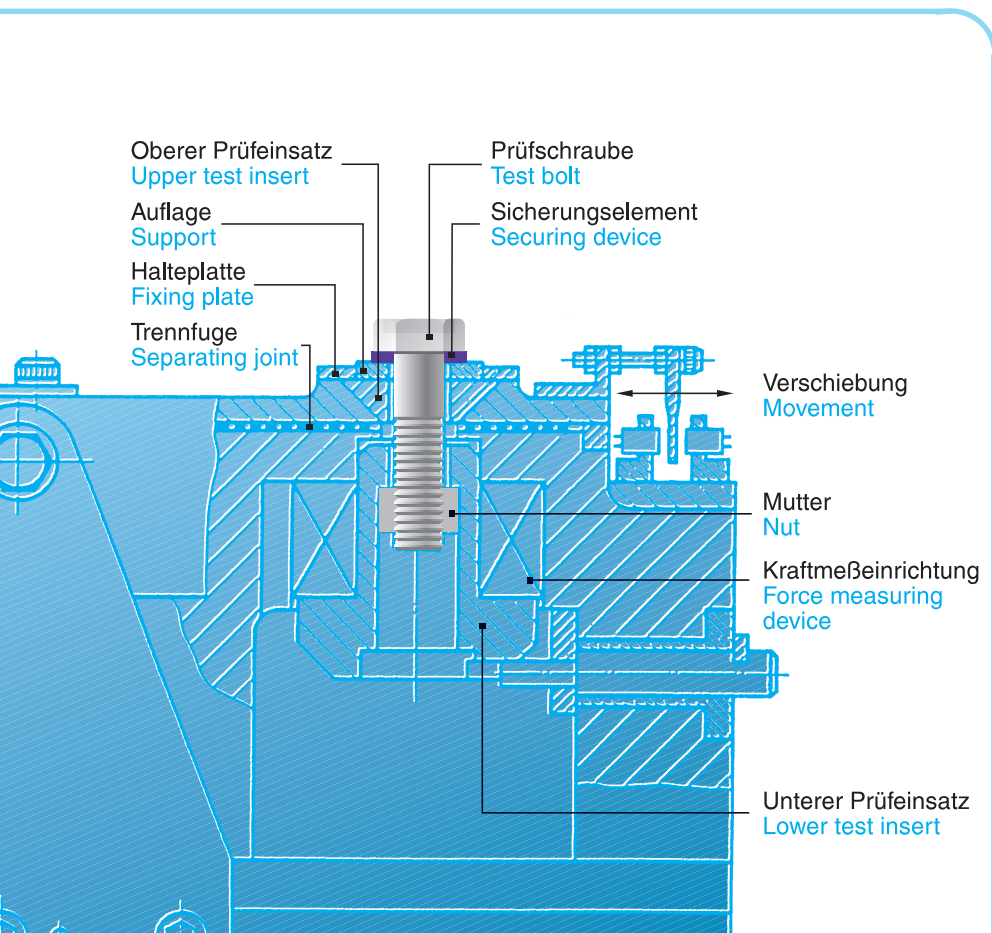 Oberer Prüfeinsatz
Upper test insert
Auflage
Support
Halteplatte
Fixing plate
Trennfuge
Separating joint
Prüfschraube
Test bolt
Sicherungselement
Securing device
Verschiebung
Movement
Mutter
Nut
Kraftmeßeinrichtung
Force measuring
device
Unterer Prüfeinsatz
Lower test insert